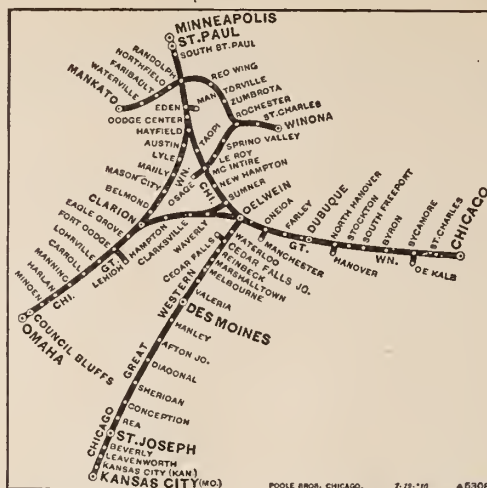 MINNEAPOLIS
ST. PAUL
SOUTH ST. PAUL
RANDOLPH
NORTHFIELD
FARIBAULT
WATERVILLE
MANKATO
RED WING
MANTORVILLE
ZUMBROTA
ROCHESTER
ST. CHARLES
WINONA
EDEN
DODGE CENTER
HAYFIELD
AUSTIN
LYLE
MANLY
MASON CITY
BELMOND
CLARION
EAGLE GROVE
FORT DODGE
LOHRVILLE
CARROLL
MANNING
HARLAN
MINDEN
COUNCIL BLUFFS
OMAHA
TAOPI
SPRING VALLEY
LE ROY
MC INTIRE
NEW HAMPTON
SUMNER
OSAGE
WN.
CHI.
OELWEIN
ONEIDA
FARLEY
DUBUQUE
NORTH HANOVER
STOCKTON
SOUTH FREEPORT
BYRON
SYCAMORE
ST. CHARLES
CHICAGO
GT.
WN.
MANCHESTER
HANOVER
DE KALB
CHI.
GT.
LEHIGH
HAMPTON
CLARKSVILLE
WAVERLY
CEDAR FALLS
WATERLOO
CEDAR FALLS JC.
REINBECK
MARSHALLTOWN
MELBOURNE
VALERIA
DES MOINES
HANLEY
AFTON JC.
DIAGONAL
SHERIDAN
CONCEPTION
REA
ST. JOSEPH
BEVERLY
LEAVENWORTH
KANSAS CITY (KAN.)
KANSAS CITY (MO.)
CHICAGO
GREAT
WESTERN
POOLE BROS. CHICAGO.